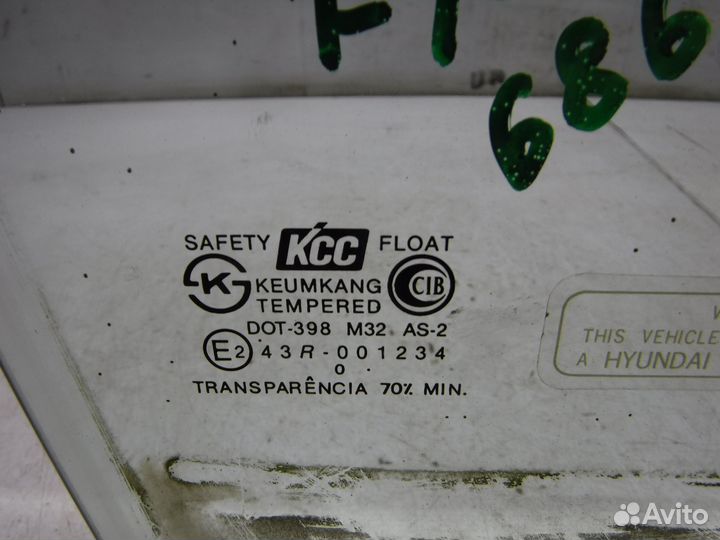 686
SAFETY KCC FLOAT
K KEUMKANG CIB
TEMPERED
DOT-398 M32 AS-2
E2 43R-001234
0
TRANSPARÊNCIA 70% MIN.
THIS VEHICLE
A HYUNDAI
Avito